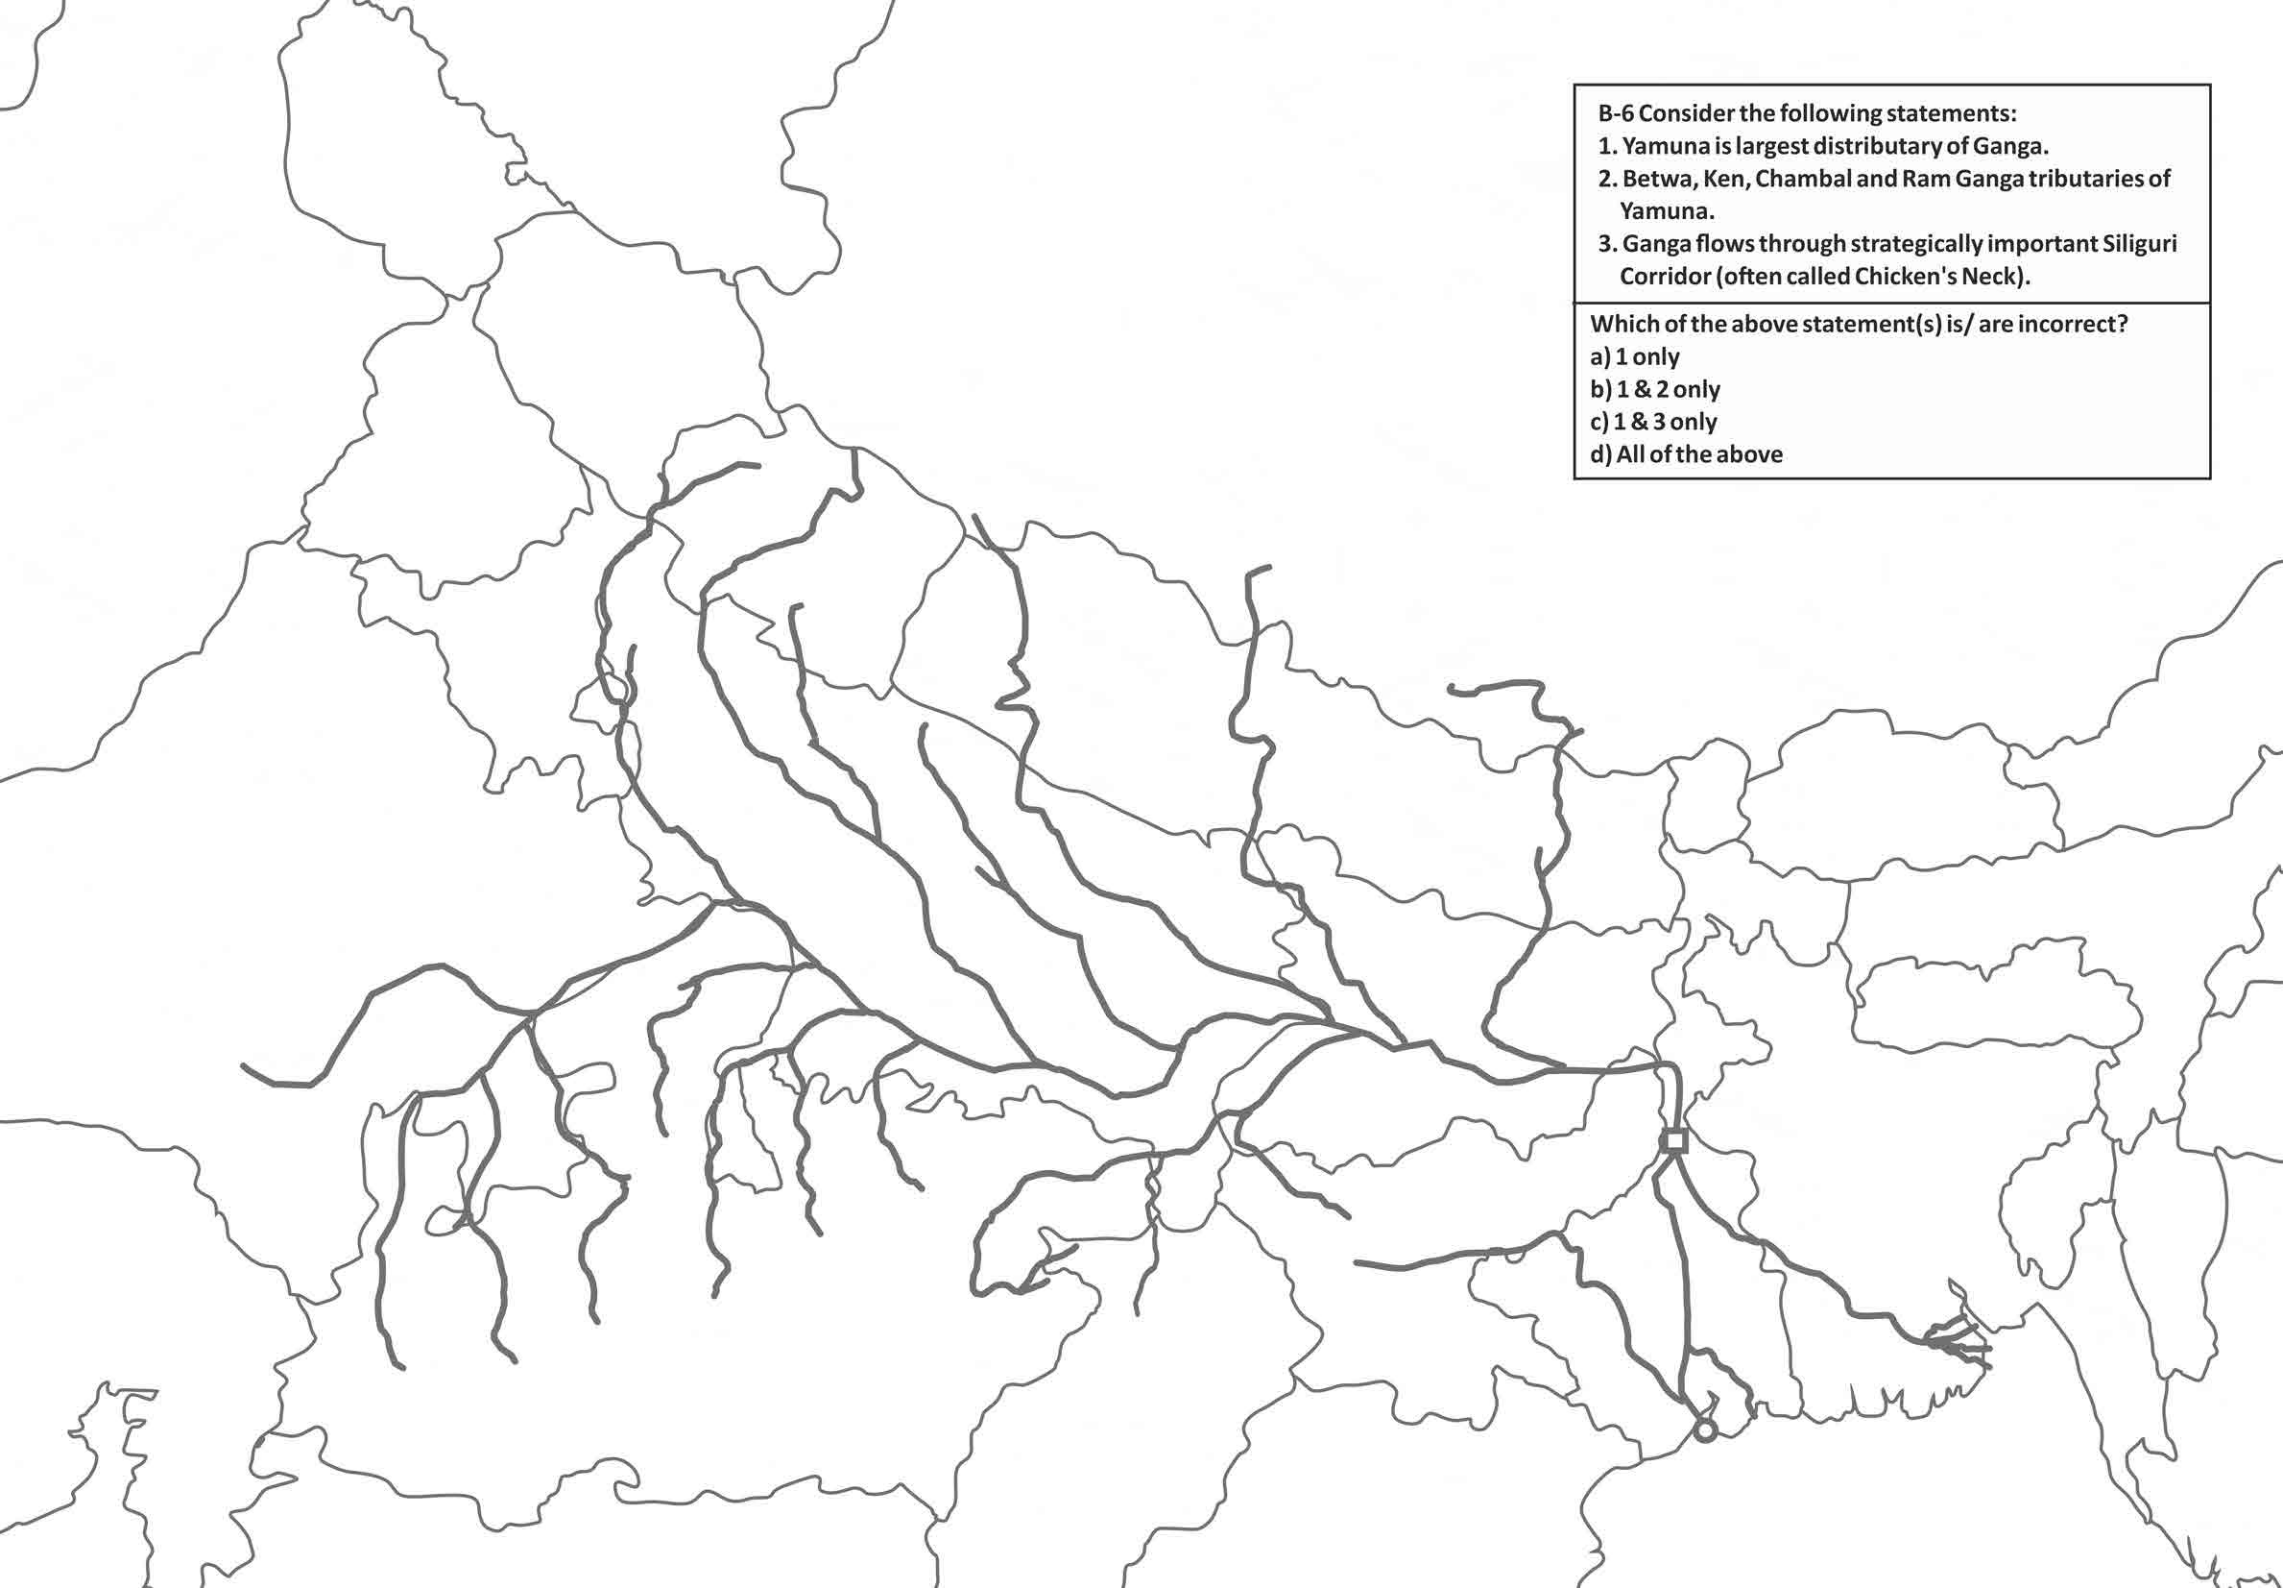 B-6 Consider the following statements:
1. Yamuna is largest distributary of Ganga.
2. Betwa, Ken, Chambal and Ram Ganga tributaries of
Yamuna.
3. Ganga flows through strategically important Siliguri
Corridor (often called Chicken's Neck).
Which of the above statement(s) is/ are incorrect?
a) 1 only
b) 1 & 2 only
c) 1 & 3 only
d) All of the above